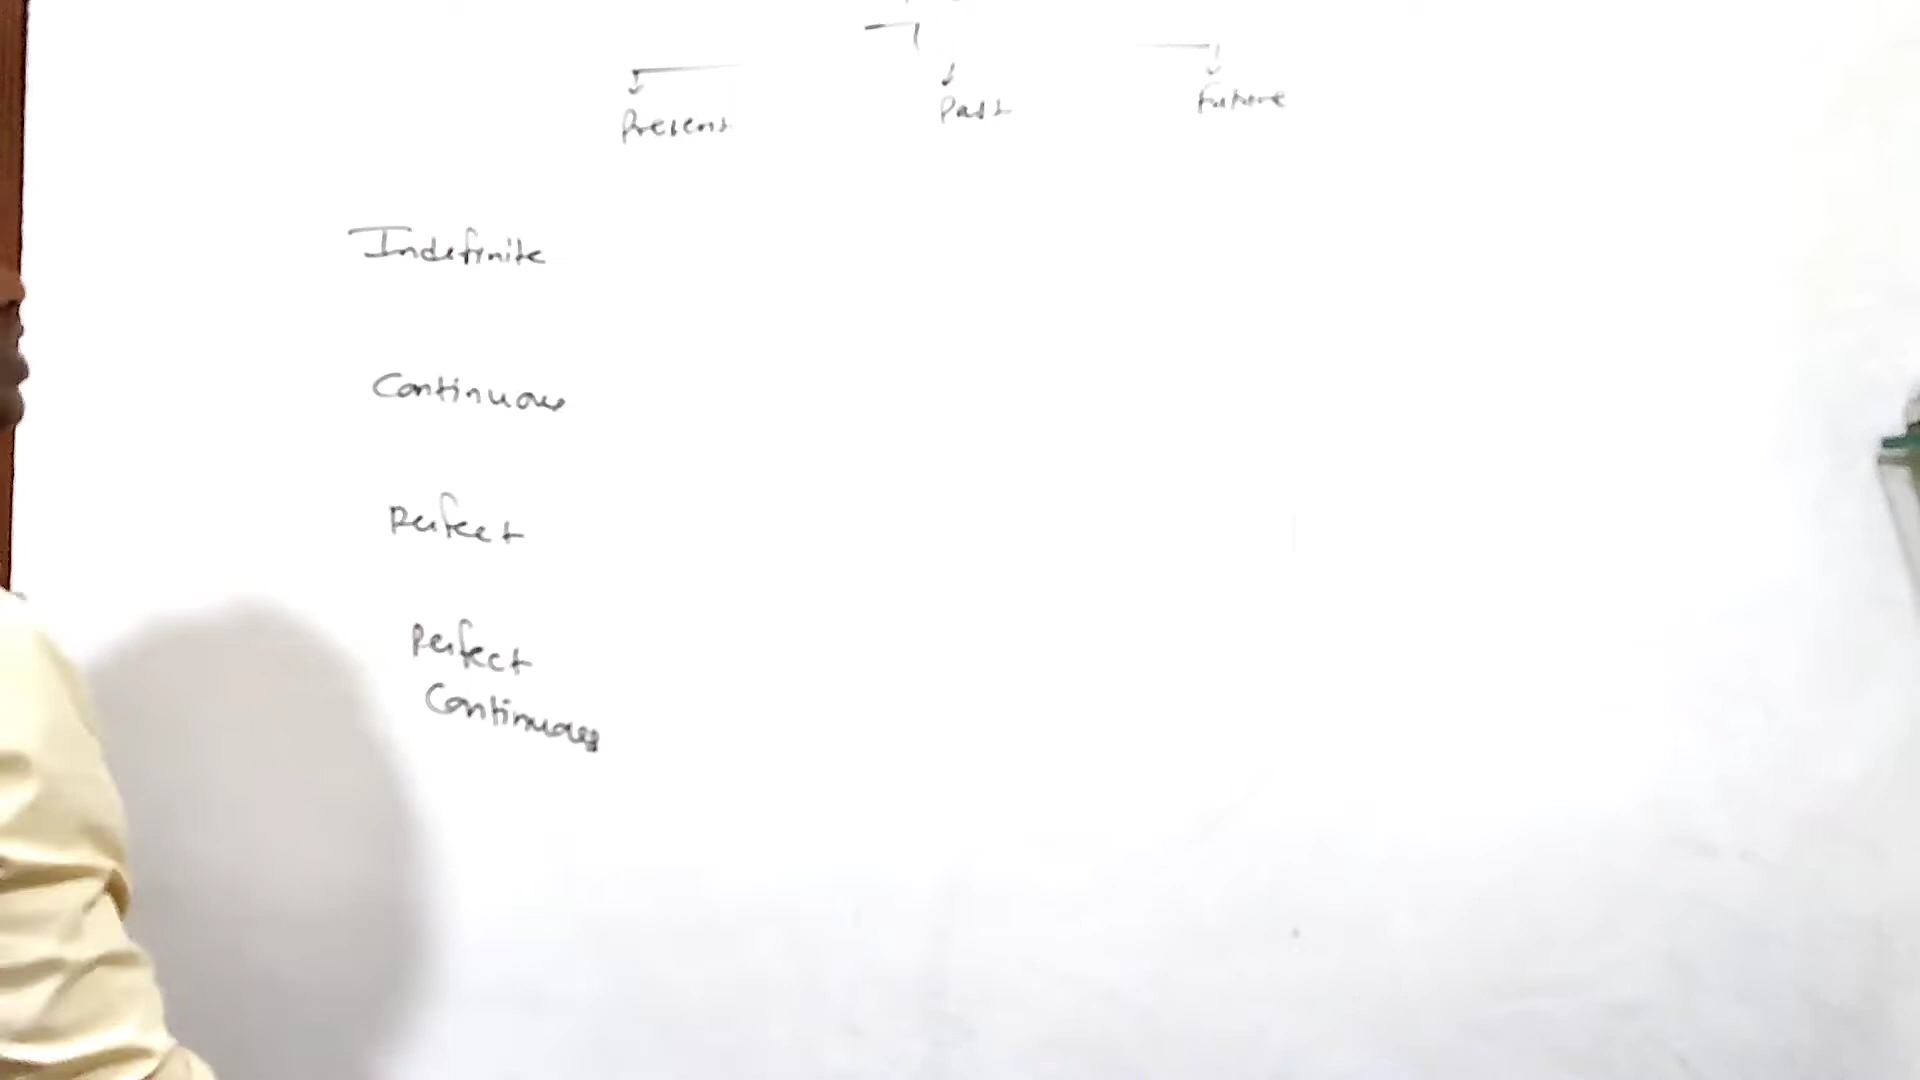 Present Past Future
Indefinite
Continuous
Perfect
Perfect
Continuous